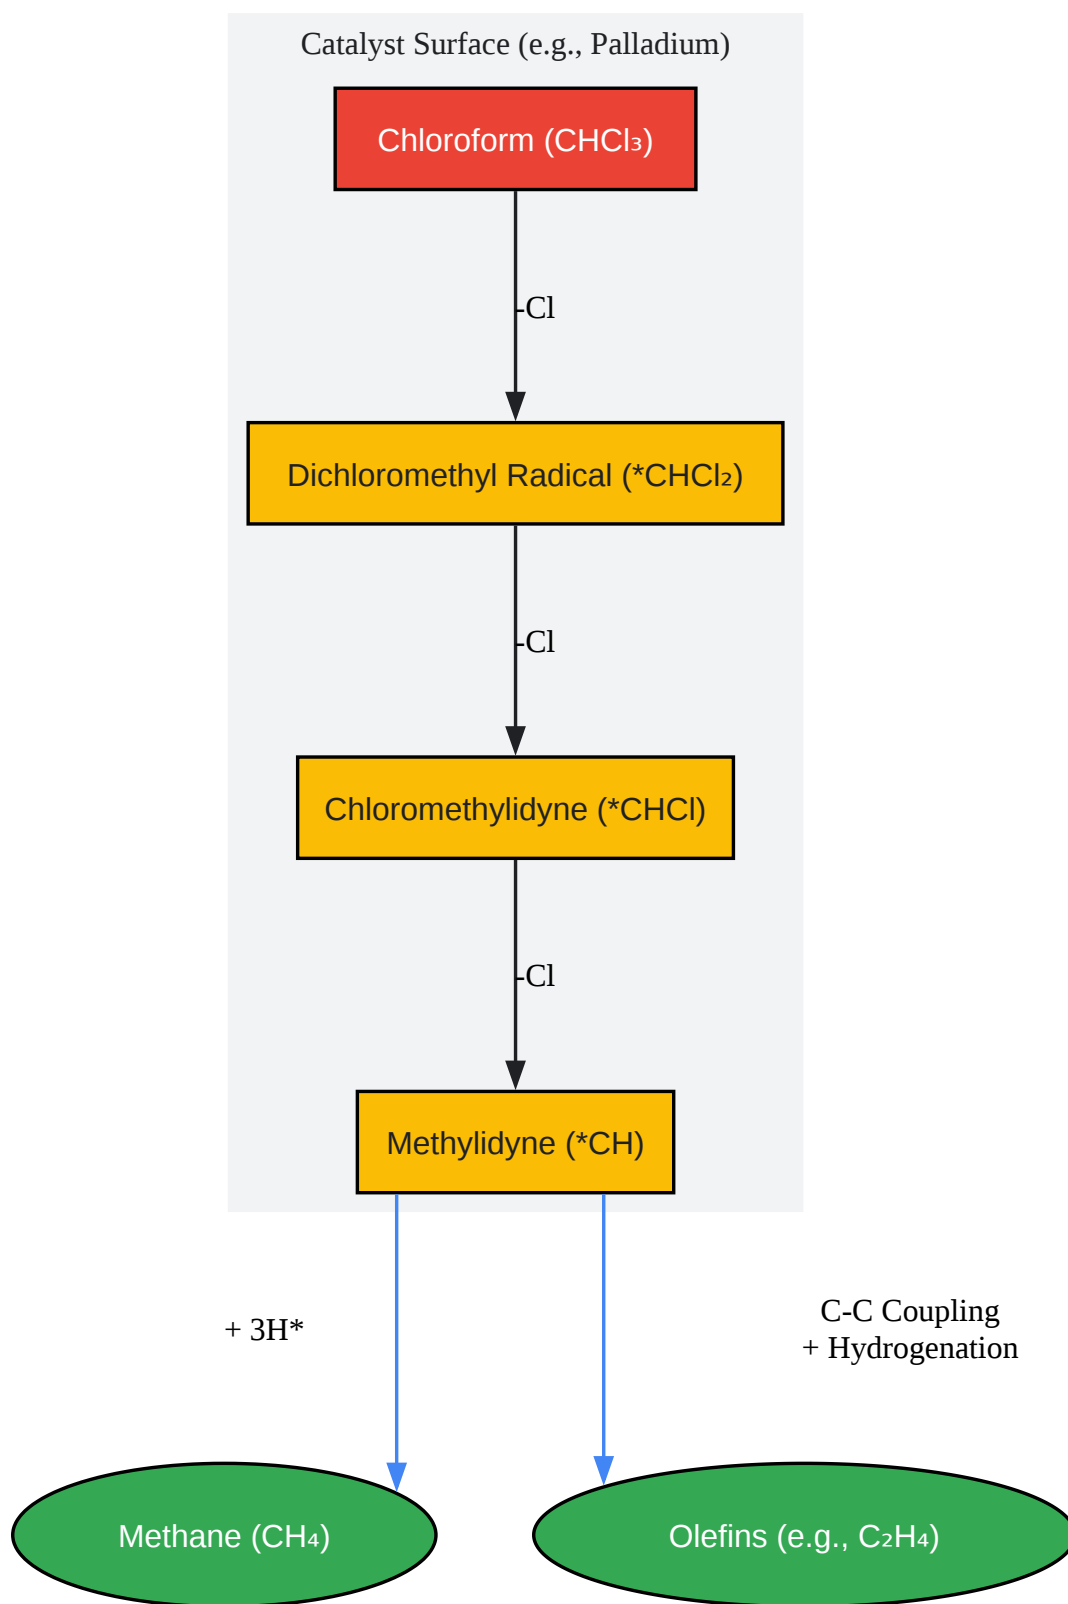 Catalyst Surface (e.g., Palladium)
Chloroform (CHCl₃)
-Cl
Dichloromethyl Radical (*CHCl₂)
-Cl
Chloromethylidyne (*CHCl)
-Cl
Methylidyne (*CH)
+ 3H*
C-C Coupling
+ Hydrogenation
Methane (CH₄)
Olefins (e.g., C₂H₄)